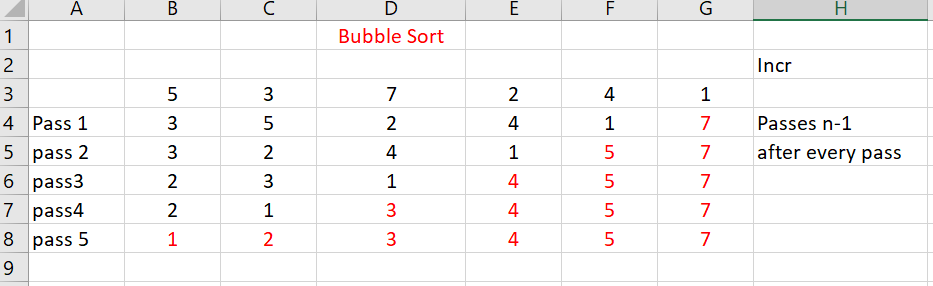 A B C D E F G H
1 Bubble Sort
2 Incr
3 5 3 7 2 4 1
4 Pass 1 3 5 2 4 1 7 Passes n-1
5 pass 2 3 2 4 1 5 7 after every pass
6 pass3 2 3 1 4 5 7
7 pass4 2 1 3 4 5 7
8 pass 5 1 2 3 4 5 7
9